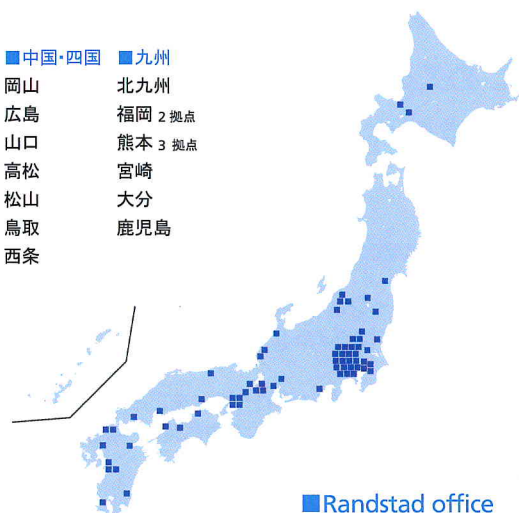 ■中国・四国
岡山
広島
山口
高松
松山
鳥取
西条
■九州
北九州
福岡 2 拠点
熊本 3 拠点
宮崎
大分
鹿児島
■Randstad office